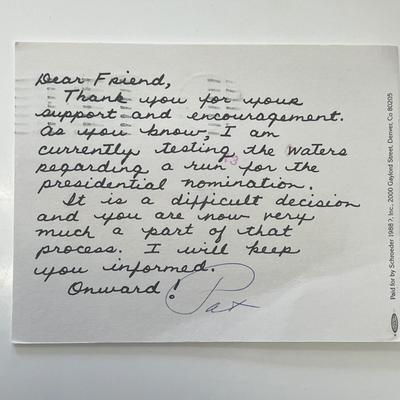 Dear Friend,
Thank you for your
support and encouragement.
As you know, I am
currently testing the waters
regarding a run for the
presidential nomination.
It is a difficult decision
and you are now very
much a part of that
process. I will keep
you informed.
Onward!
Pat
Paid for by Schroeder 1988 ?, Inc., 2000 Gaylord Street, Denver, Co 80205